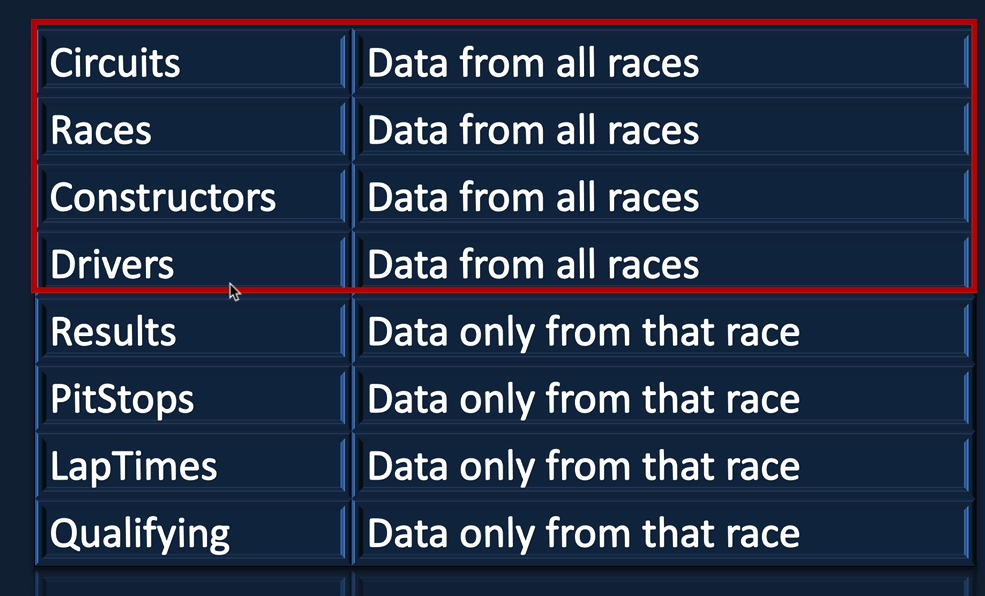 Circuits Data from all races
Races Data from all races
Constructors Data from all races
Drivers Data from all races
Results Data only from that race
PitStops Data only from that race
LapTimes Data only from that race
Qualifying Data only from that race